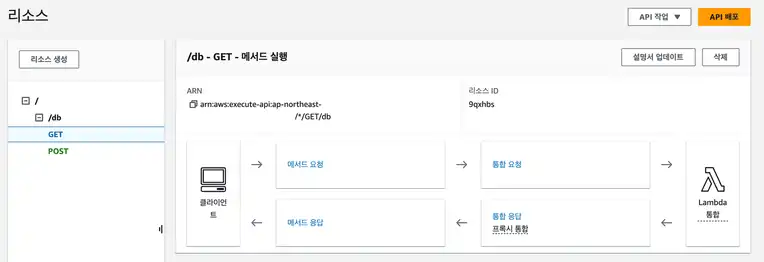 리소스
API 작업 ▼
API 배포
리소스 생성
/
/db
GET
POST
/db - GET - 메서드 실행
설명서 업데이트
삭제
ARN
arn:aws:execute-api:ap-northeast-
/*/GET/db
리소스 ID
9qxhbs
클라이언
트
메서드 요청
통합 요청
메서드 응답
통합 응답
프록시 통합
Lambda
통합